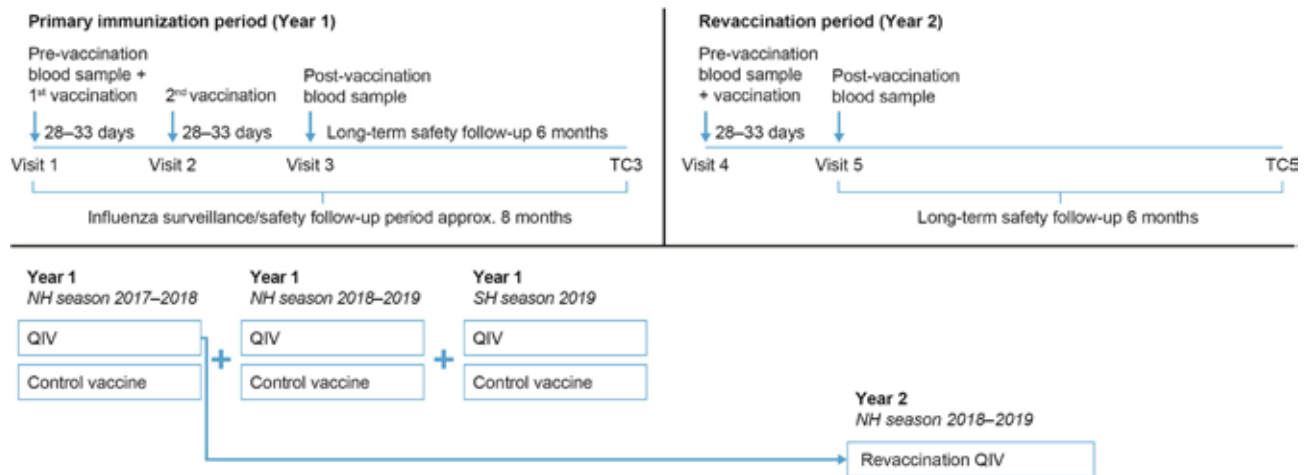 Primary immunization period (Year 1)
Pre-vaccination
blood sample +
1st vaccination
2nd vaccination
Post-vaccination
blood sample
28–33 days
28–33 days
Long-term safety follow-up 6 months
Visit 1
Visit 2
Visit 3
TC3
Influenza surveillance/safety follow-up period approx. 8 months
Revaccination period (Year 2)
Pre-vaccination
blood sample
+ vaccination
Post-vaccination
blood sample
28–33 days
Visit 4
Visit 5
TC5
Long-term safety follow-up 6 months
Year 1
NH season 2017–2018
QIV
Control vaccine
+
Year 1
NH season 2018–2019
QIV
Control vaccine
+
Year 1
SH season 2019
QIV
Control vaccine
Year 2
NH season 2018–2019
Revaccination QIV